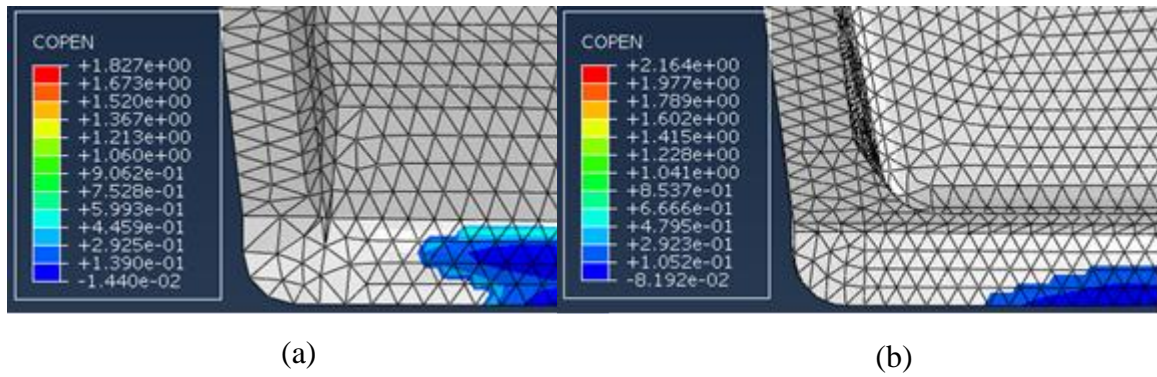 COPEN
+1.827e+00
+1.673e+00
+1.520e+00
+1.367e+00
+1.213e+00
+1.060e+00
+9.062e-01
+7.528e-01
+5.993e-01
+4.459e-01
+2.925e-01
+1.390e-01
-1.440e-02
COPEN
+2.164e+00
+1.977e+00
+1.789e+00
+1.602e+00
+1.415e+00
+1.228e+00
+1.041e+00
+8.537e-01
+6.666e-01
+4.795e-01
+2.923e-01
+1.052e-01
-8.192e-02
(a)
(b)